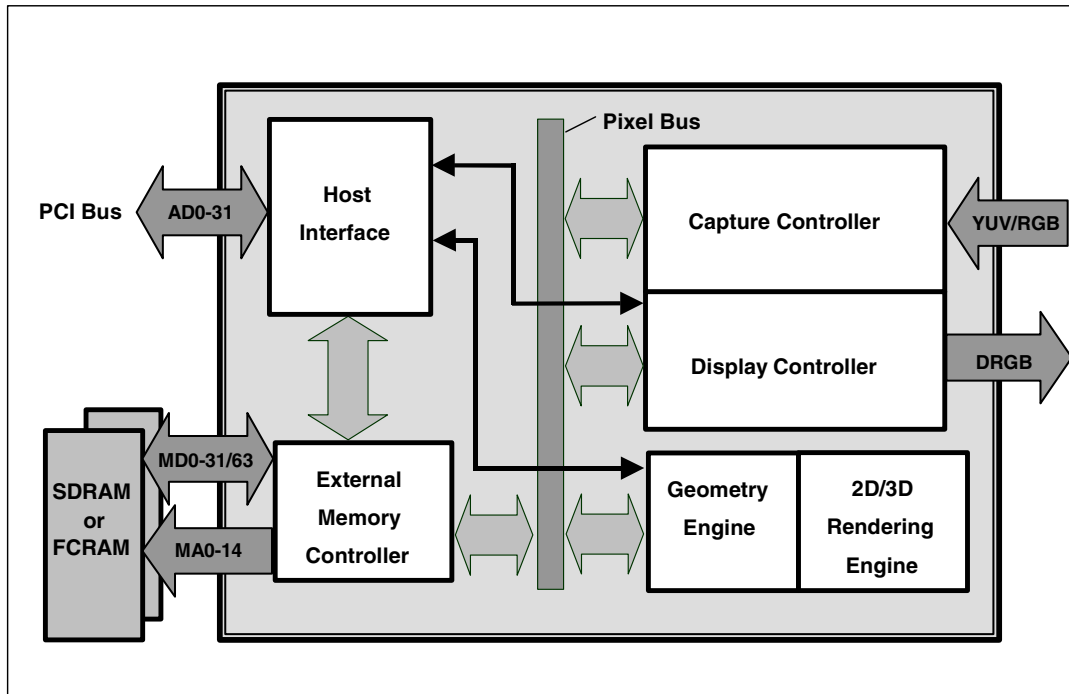 Pixel Bus
PCI Bus
AD0-31
Host
Interface
Capture Controller
YUV/RGB
Display Controller
DRGB
SDRAM
or
FCRAM
MD0-31/63
MA0-14
External
Memory
Controller
Geometry
Engine
2D/3D
Rendering
Engine